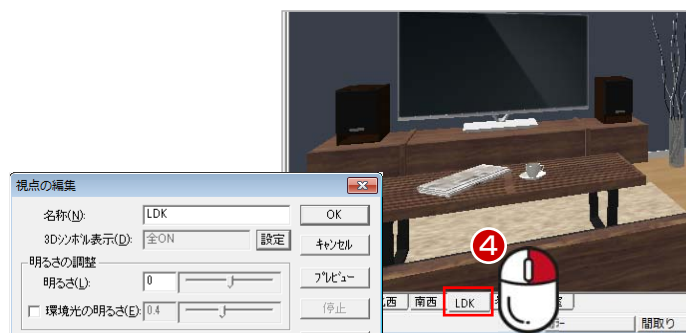 視点の編集
名称(N):
LDK
OK
3Dｼﾝﾎﾞﾙ表示(D):
全ON
設定
ｷｬﾝｾﾙ
明るさの調整
明るさ(L):
0
ﾌﾟﾚﾋﾞｭｰ
環境光の明るさ(E):
0.4
停止
4
西
南西
LDK
間取り